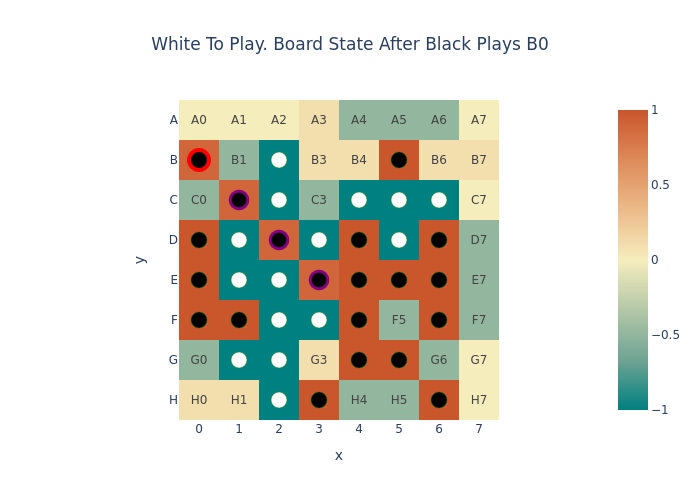 White To Play. Board State After Black Plays B0
A A0 A1 A2 A3 A4 A5 A6 A7
B B1 B3 B4 B6 B7
C C0 C3 C7
D D7
E E7
F F5 F7
G G0 G3 G6 G7
H H0 H1 H4 H5 H7
0 1 2 3 4 5 6 7
x
y
1
0.5
0
−0.5
−1